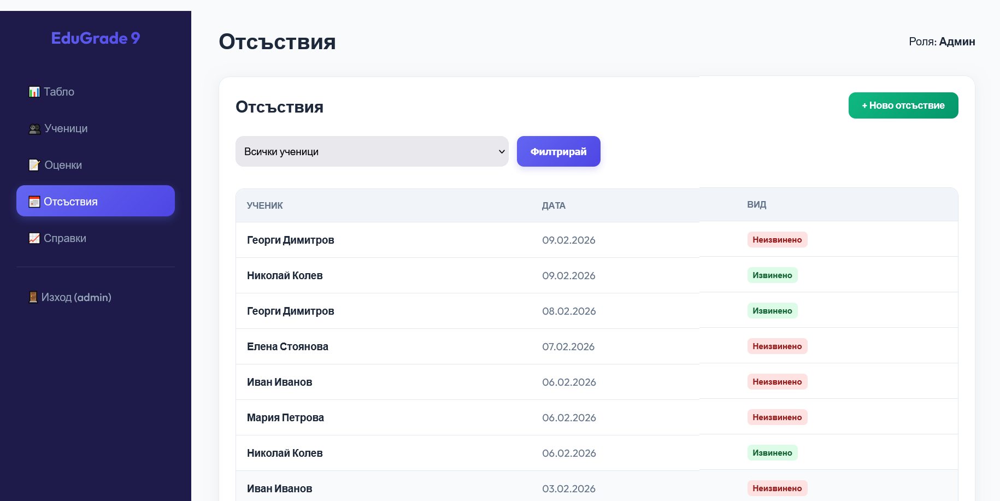 EduGrade 9
Табло
Ученици
Оценки
Отсъствия
Справки
Изход (admin)
Отсъствия
Роля: Админ
Отсъствия
+ Ново отсъствие
Всички ученици
Филтрирай
УЧЕНИК ДАТА ВИД
Георги Димитров 09.02.2026 Неизвинено
Николай Колев 09.02.2026 Извинено
Георги Димитров 08.02.2026 Извинено
Елена Стоянова 07.02.2026 Неизвинено
Иван Иванов 06.02.2026 Неизвинено
Мария Петрова 06.02.2026 Неизвинено
Николай Колев 06.02.2026 Извинено
Иван Иванов 03.02.2026 Неизвинено